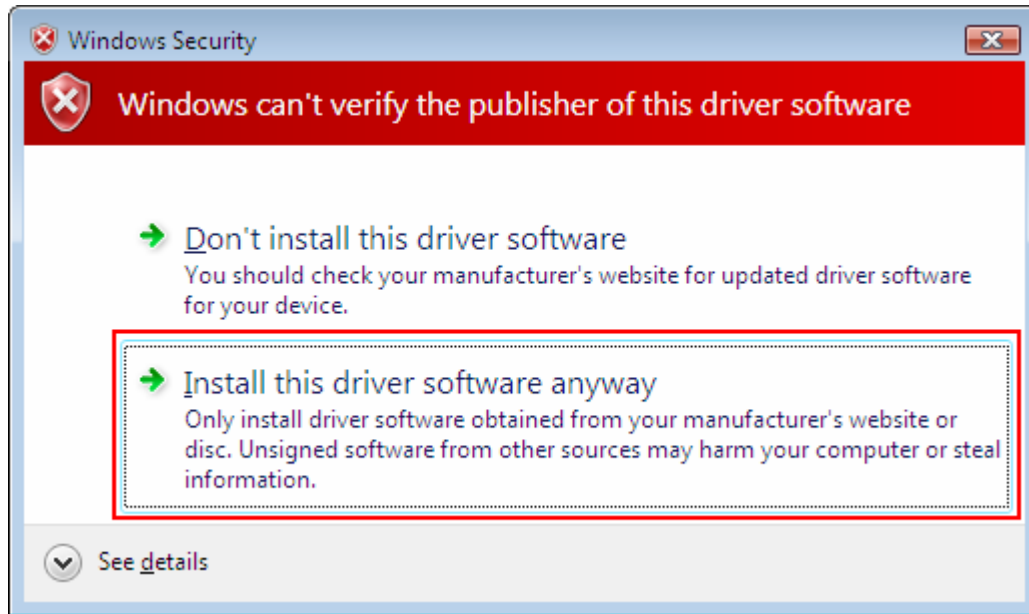 Windows Security
Windows can't verify the publisher of this driver software
Don't install this driver software
You should check your manufacturer's website for updated driver software
for your device.
Install this driver software anyway
Only install driver software obtained from your manufacturer's website or
disc. Unsigned software from other sources may harm your computer or steal
information.
See details